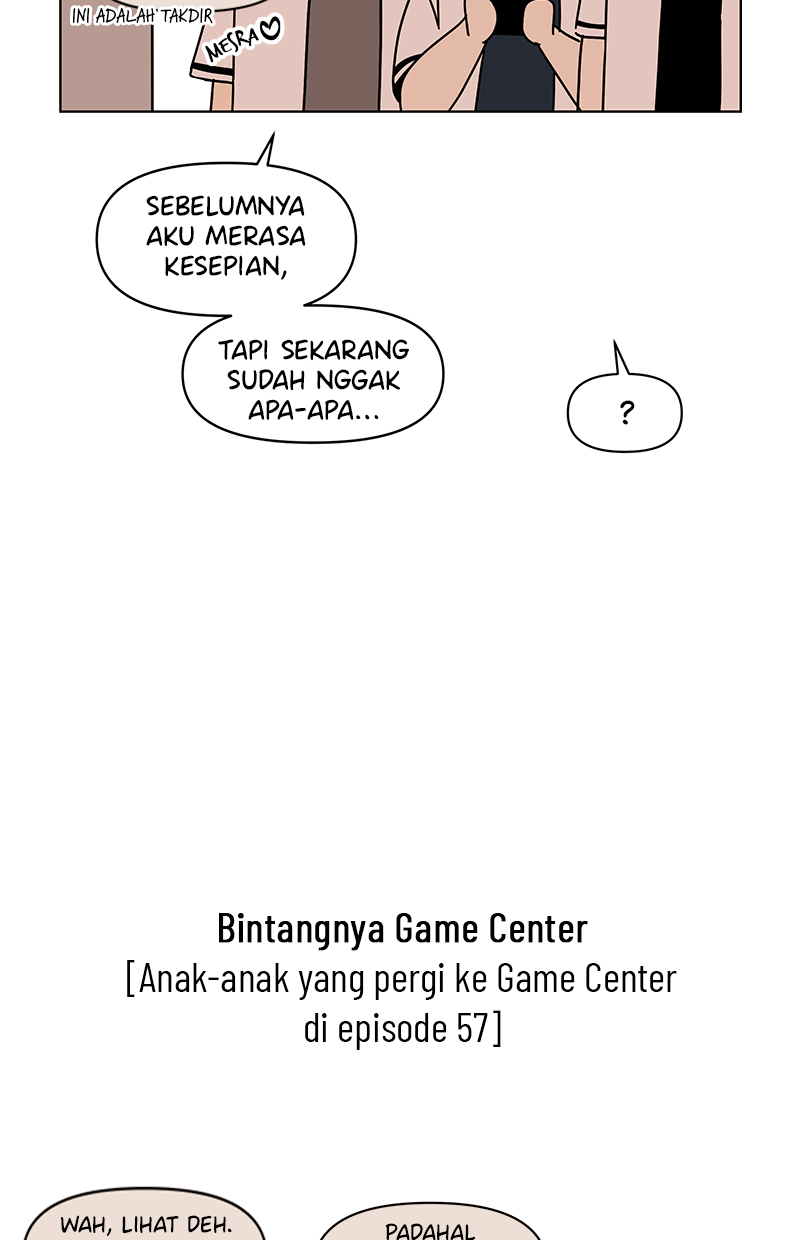 INI ADALAH TAKDIR
MESRA♡
SEBELUMNYA
AKU MERASA
KESEPIAN,
TAPI SEKARANG
SUDAH NGGAK
APA-APA...
?
Bintangnya Game Center
[Anak-anak yang pergi ke Game Center
di episode 57]
WAH, LIHAT DEH.
PADAHAL